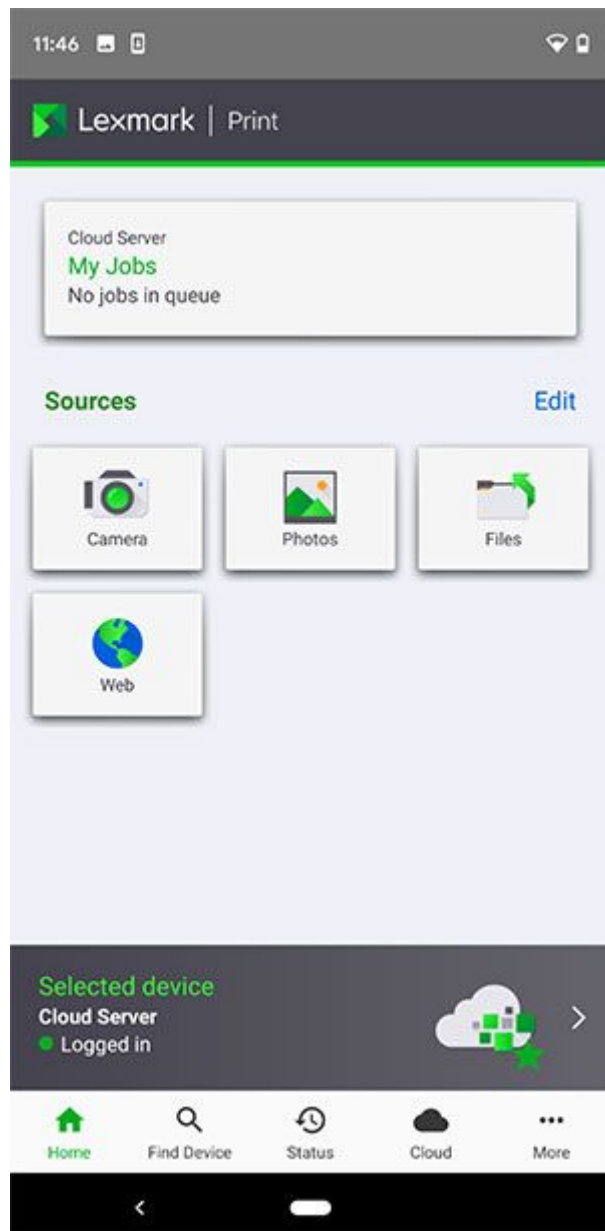 11:46
Lexmark | Print
Cloud Server
My Jobs
No jobs in queue
Sources Edit
Camera Photos Files
Web
Selected device
Cloud Server
Logged in
Home Find Device Status Cloud More